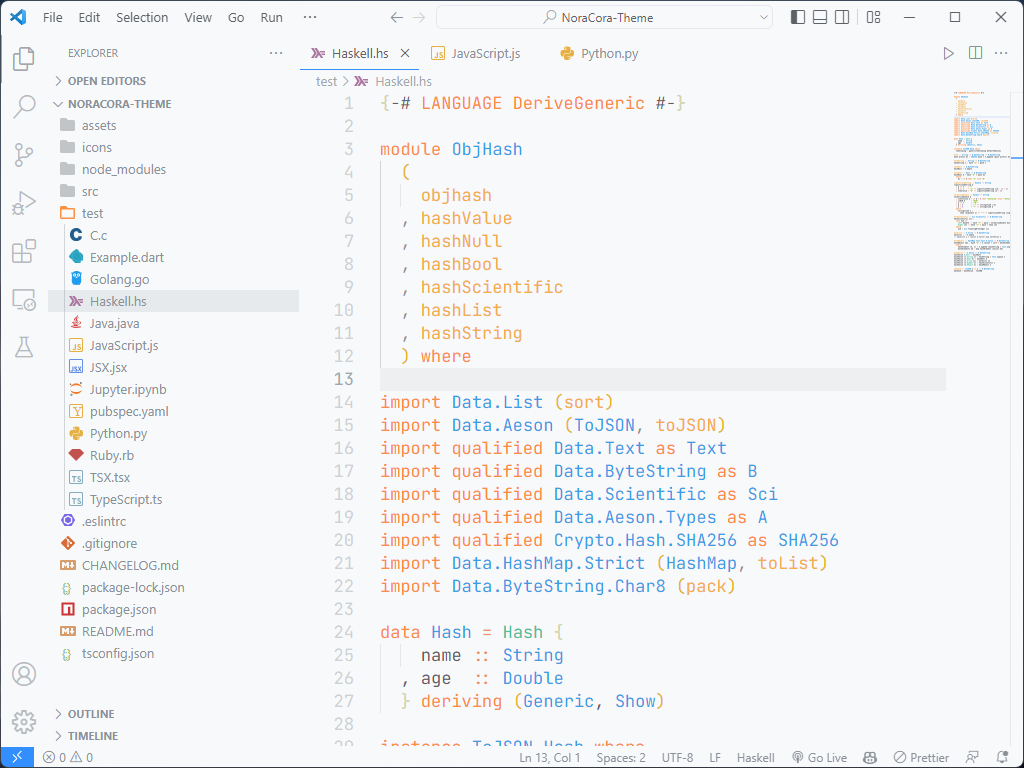 File Edit Selection View Go Run ··· NoraCora-Theme
EXPLORER ···
OPEN EDITORS
NORACORA-THEME
assets
icons
node_modules
src
test
C.c
Example.dart
Golang.go
Haskell.hs
Java.java
JavaScript.js
JSX.jsx
Jupyter.ipynb
pubspec.yaml
Python.py
Ruby.rb
TSX.tsx
TypeScript.ts
.eslintrc
.gitignore
CHANGELOG.md
package-lock.json
package.json
README.md
tsconfig.json
OUTLINE
TIMELINE
Haskell.hs JavaScript.js Python.py
test > Haskell.hs
1 {-# LANGUAGE DeriveGeneric #-}
2
3 module ObjHash
4 (
5 objhash
6 , hashValue
7 , hashNull
8 , hashBool
9 , hashScientific
10 , hashList
11 , hashString
12 ) where
13
14 import Data.List (sort)
15 import Data.Aeson (ToJSON, toJSON)
16 import qualified Data.Text as Text
17 import qualified Data.ByteString as B
18 import qualified Data.Scientific as Sci
19 import qualified Data.Aeson.Types as A
20 import qualified Crypto.Hash.SHA256 as SHA256
21 import Data.HashMap.Strict (HashMap, toList)
22 import Data.ByteString.Char8 (pack)
23
24 data Hash = Hash {
25 name :: String
26 , age :: Double
27 } deriving (Generic, Show)
28
29 instance ToJSON Hash where
0 0 Ln 13, Col 1 Spaces: 2 UTF-8 LF Haskell Go Live Prettier